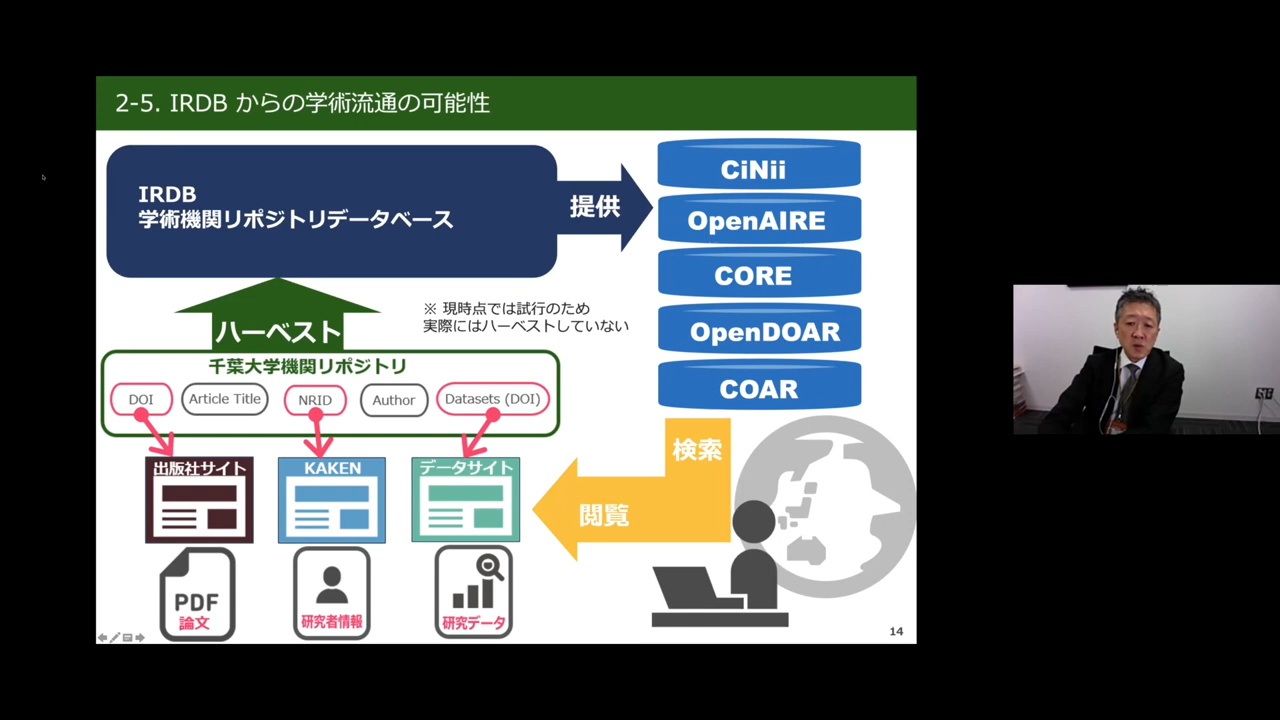 2-5. IRDB からの学術流通の可能性
IRDB
学術機関リポジトリデータベース
提供
CiNii
OpenAIRE
CORE
OpenDOAR
COAR
ハーベスト
※ 現時点では試行のため
実際にはハーベストしていない
千葉大学機関リポジトリ
DOI
Article Title
NRID
Author
Datasets (DOI)
出版社サイト
KAKEN
データサイト
検索
閲覧
PDF
論文
研究者情報
研究データ
14